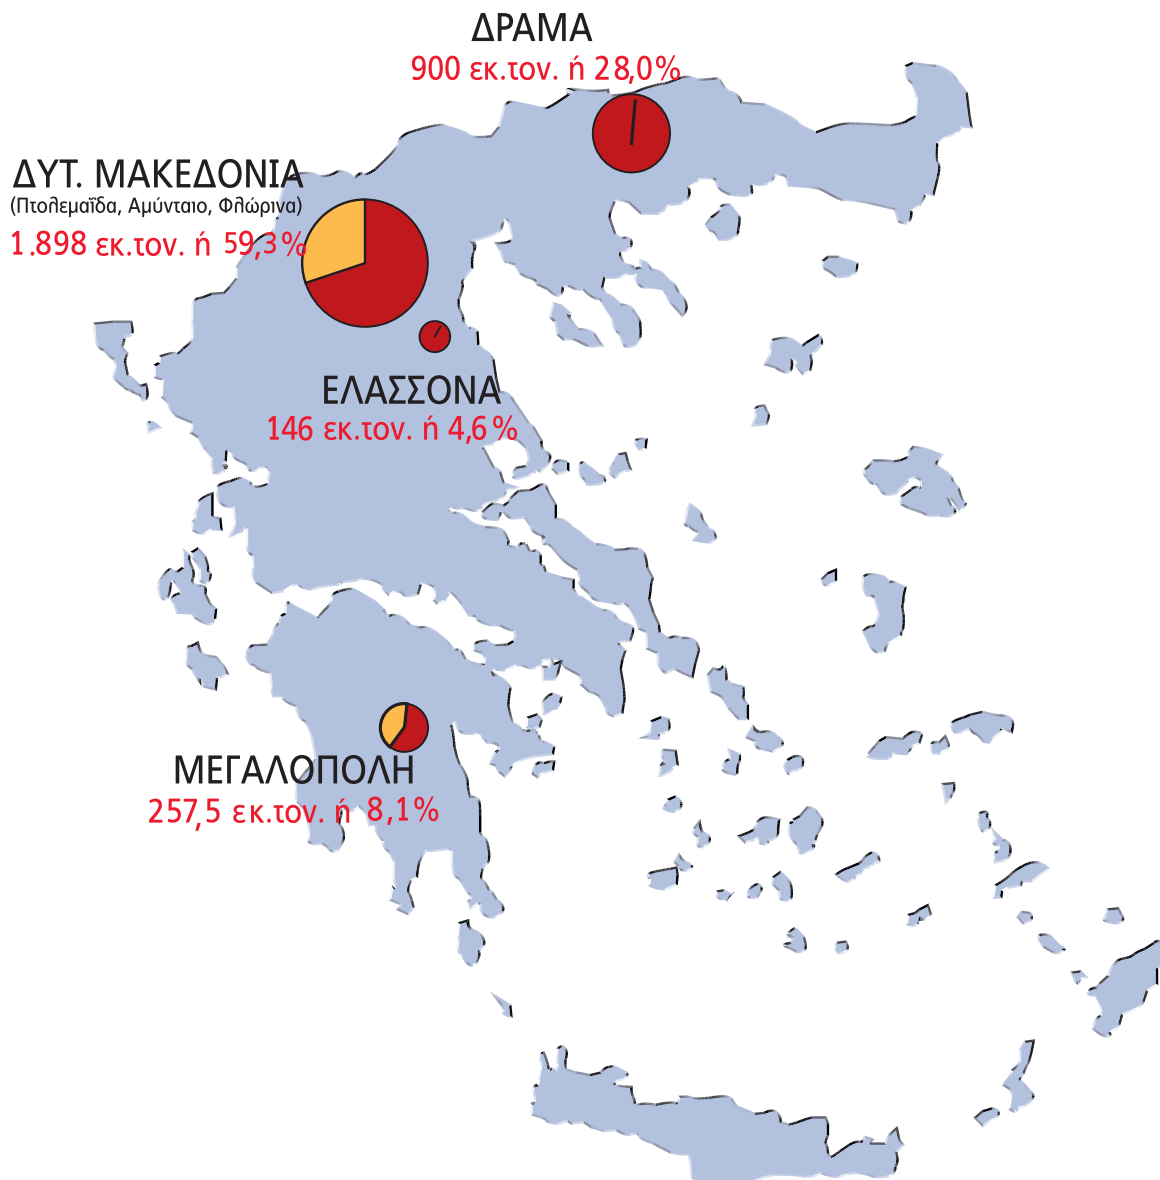 ΔΡΑΜΑ
900 εκ.τον. ή 28,0%
ΔΥΤ. ΜΑΚΕΔΟΝΙΑ
(Πτολεμαΐδα, Αμύνταιο, Φλώρινα)
1.898 εκ.τον. ή 59,3%
ΕΛΑΣΣΟΝΑ
146 εκ.τον. ή 4,6%
ΜΕΓΑΛΟΠΟΛΗ
257,5 εκ.τον. ή 8,1%